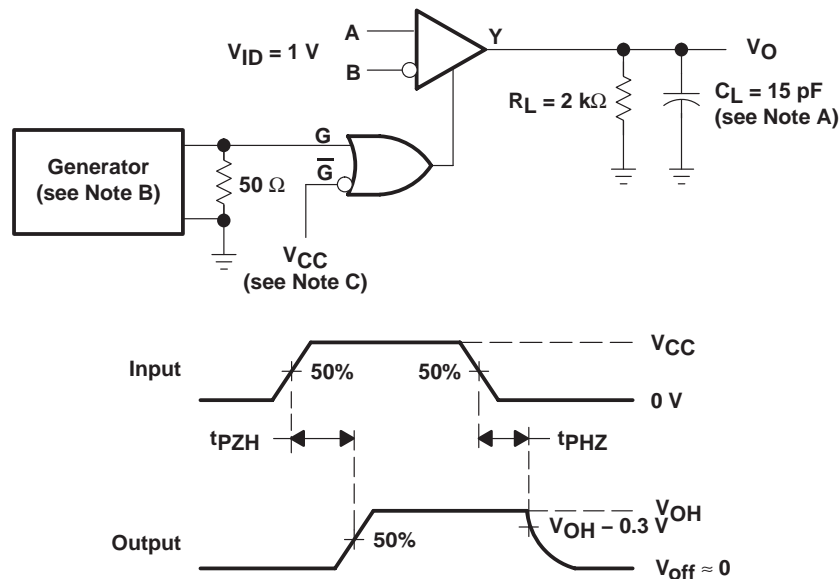 A
Y
V_ID = 1 V
B
V_O
R_L = 2 kΩ
C_L = 15 pF
(see Note A)
Generator
(see Note B)
50 Ω
G
G̅
V_CC
(see Note C)
Input
50%
50%
V_CC
0 V
t_PZH
t_PHZ
Output
50%
V_OH
V_OH − 0.3 V
V_off ≈ 0